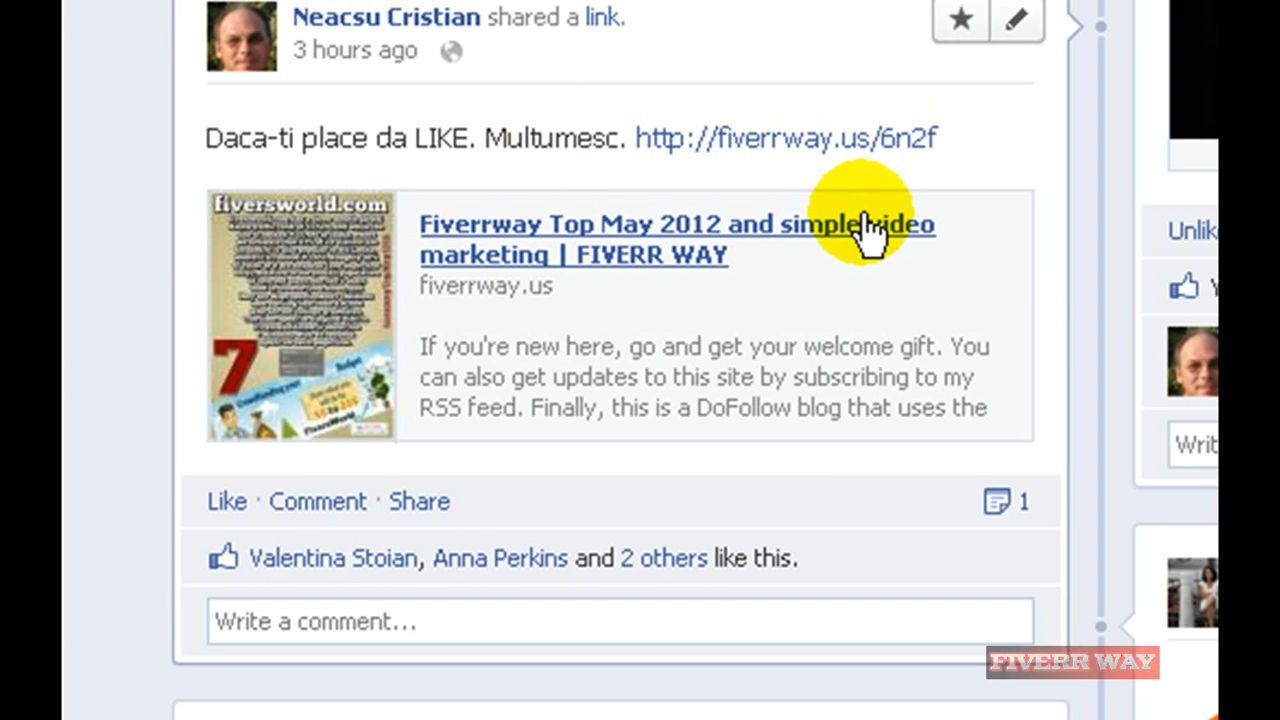 Neacsu Cristian shared a link.
3 hours ago
Daca-ti place da LIKE. Multumesc. http://fiverrway.us/6n2f
fiversworld.com
7
Fiverrway Top May 2012 and simple video
marketing | FIVERR WAY
fiverrway.us
If you're new here, go and get your welcome gift. You
can also get updates to this site by subscribing to my
RSS feed. Finally, this is a DoFollow blog that uses the
Like · Comment · Share
1
Valentina Stoian, Anna Perkins and 2 others like this.
Write a comment...
Unlik
Y
Writ
FIVERR WAY